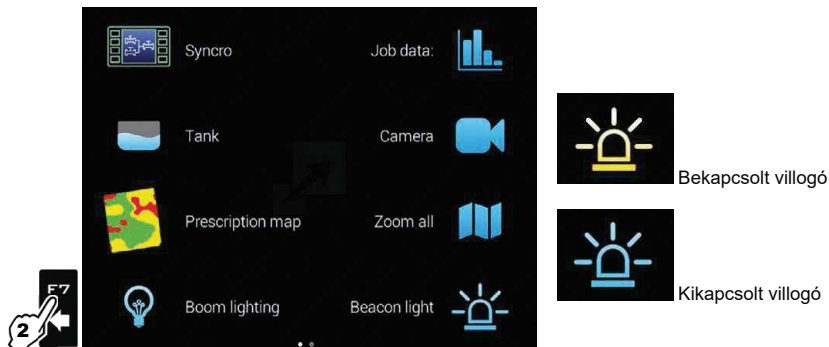 Syncro
Job data:
Tank
Camera
Bekapcsolt villogó
Prescription map
Zoom all
F7
Boom lighting
Beacon light
Kikapcsolt villogó
2